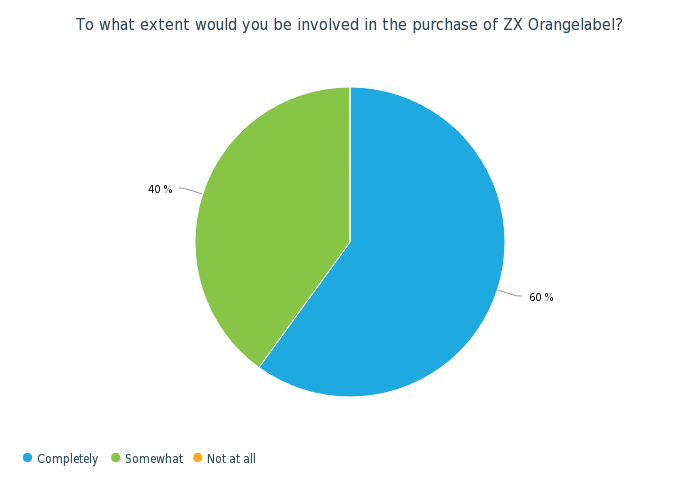 To what extent would you be involved in the purchase of ZX Orangelabel?
40 %
60 %
Completely
Somewhat
Not at all